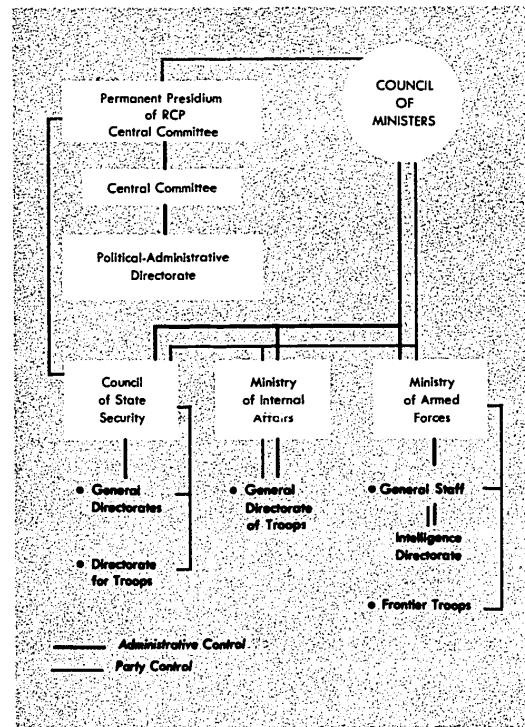 Permanent Presidium
of RCP
Central Committee
COUNCIL
OF
MINISTERS
Central Committee
Political-Administrative
Directorate
Council
of State
Security
Ministry
of Internal
Affairs
Ministry
of Armed
Forces
• General
Directorates
• Directorate
for Troops
• General
Directorate
of Troops
• General Staff
Intelligence
Directorate
• Frontier Troops
Administrative Control
Party Control